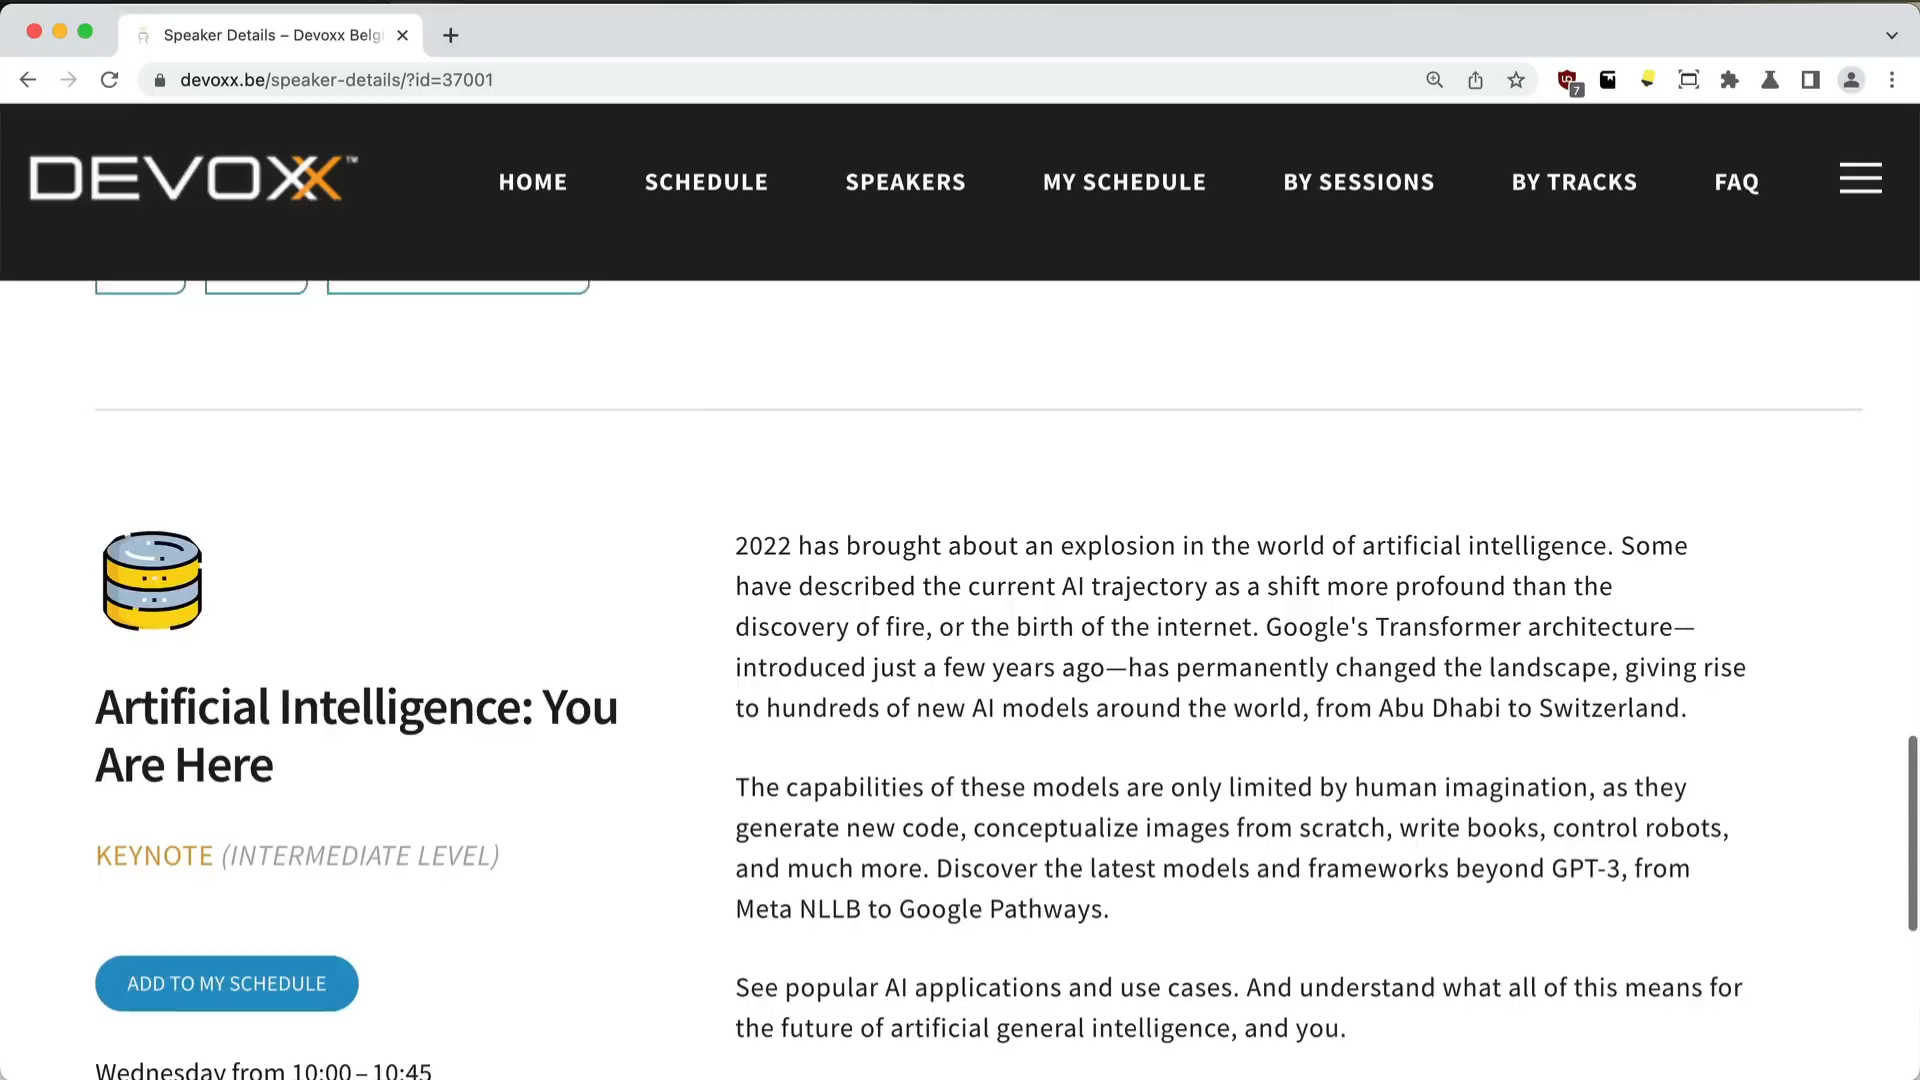 Speaker Details – Devoxx Belgi
devoxx.be/speaker-details/?id=37001
7
DEVOXX™
HOME
SCHEDULE
SPEAKERS
MY SCHEDULE
BY SESSIONS
BY TRACKS
FAQ
Artificial Intelligence: You
Are Here
KEYNOTE (INTERMEDIATE LEVEL)
ADD TO MY SCHEDULE
Wednesday from 10:00 – 10:45
2022 has brought about an explosion in the world of artificial intelligence. Some
have described the current AI trajectory as a shift more profound than the
discovery of fire, or the birth of the internet. Google's Transformer architecture—
introduced just a few years ago—has permanently changed the landscape, giving rise
to hundreds of new AI models around the world, from Abu Dhabi to Switzerland.
The capabilities of these models are only limited by human imagination, as they
generate new code, conceptualize images from scratch, write books, control robots,
and much more. Discover the latest models and frameworks beyond GPT-3, from
Meta NLLB to Google Pathways.
See popular AI applications and use cases. And understand what all of this means for
the future of artificial general intelligence, and you.